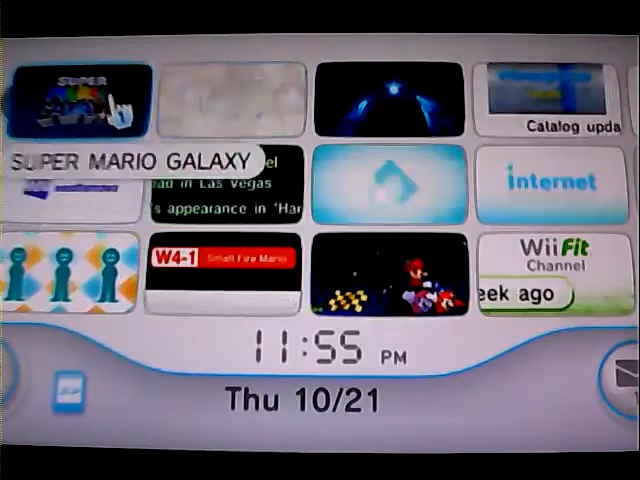 SUPER
Catalog upda
SUPER MARIO GALAXY
el
ad in Las Vegas
s appearance in 'Har
internet
W4-1 Small Fire Mario
Wii Fit
Channel
eek ago
11:55 PM
Thu 10/21